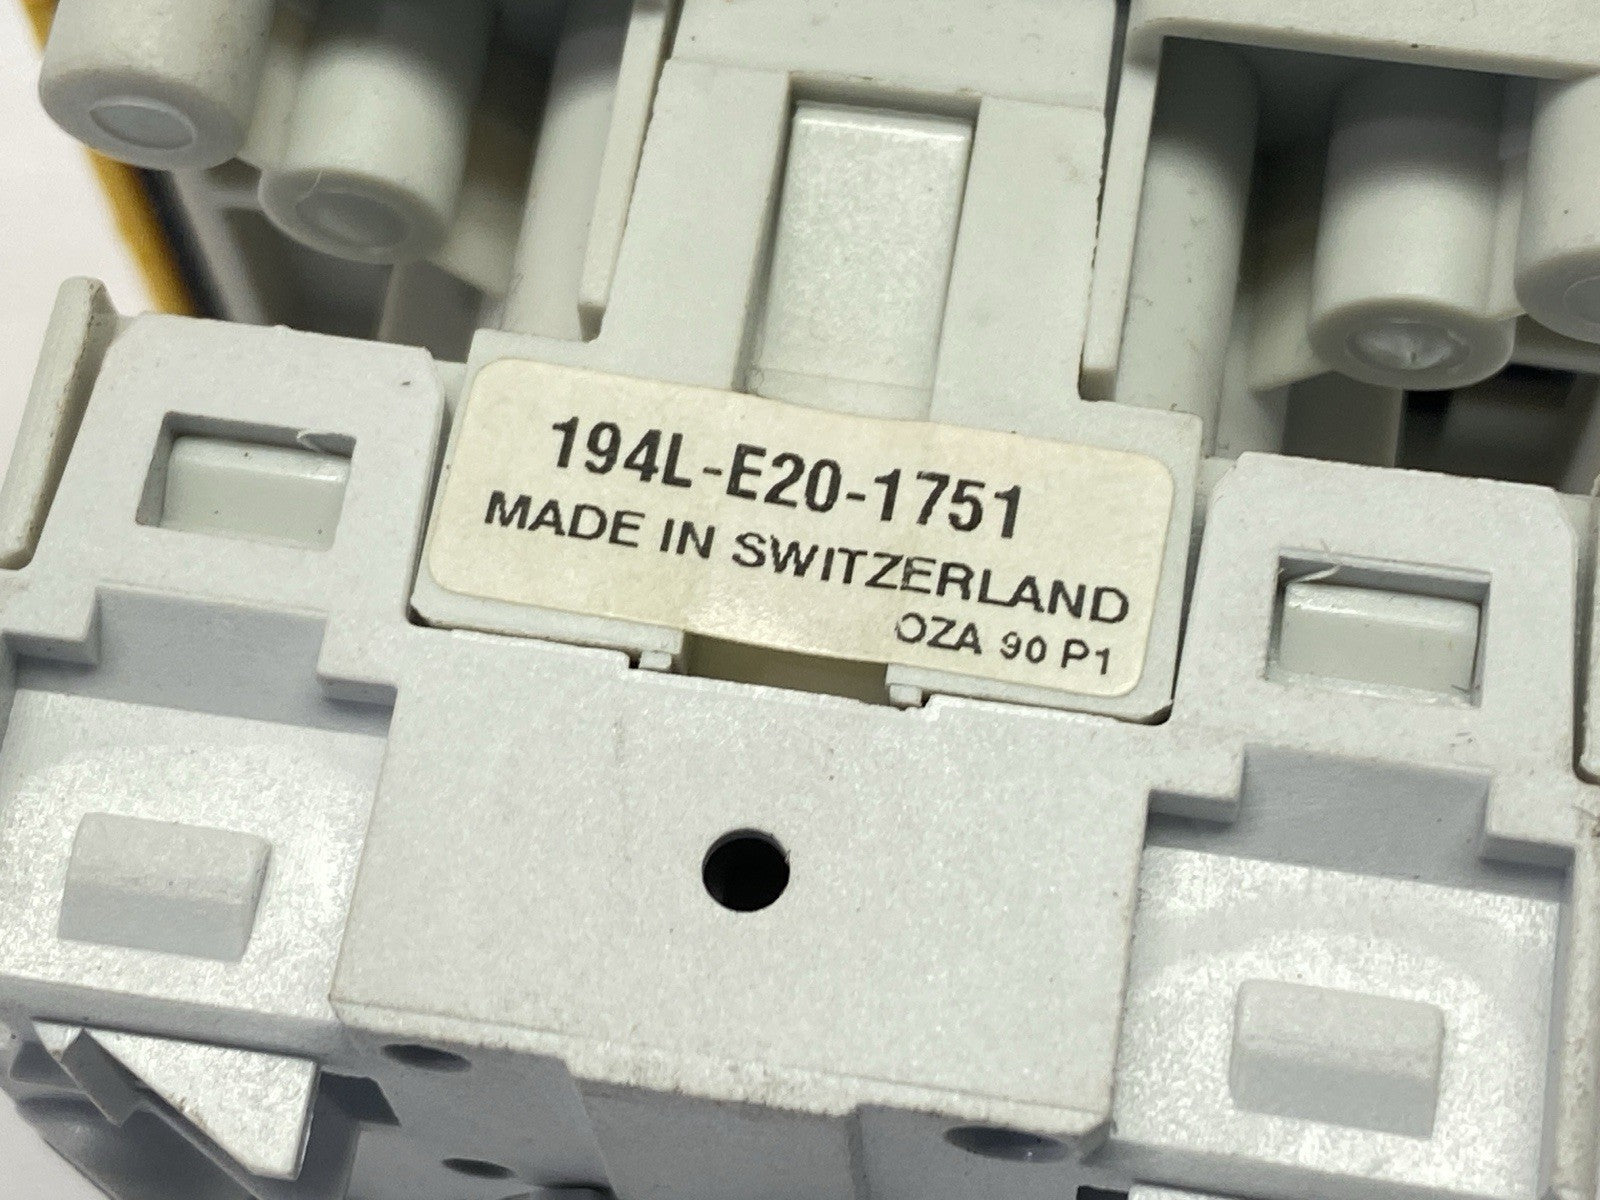 194L-E20-1751
MADE IN SWITZERLAND
OZA 90 P1